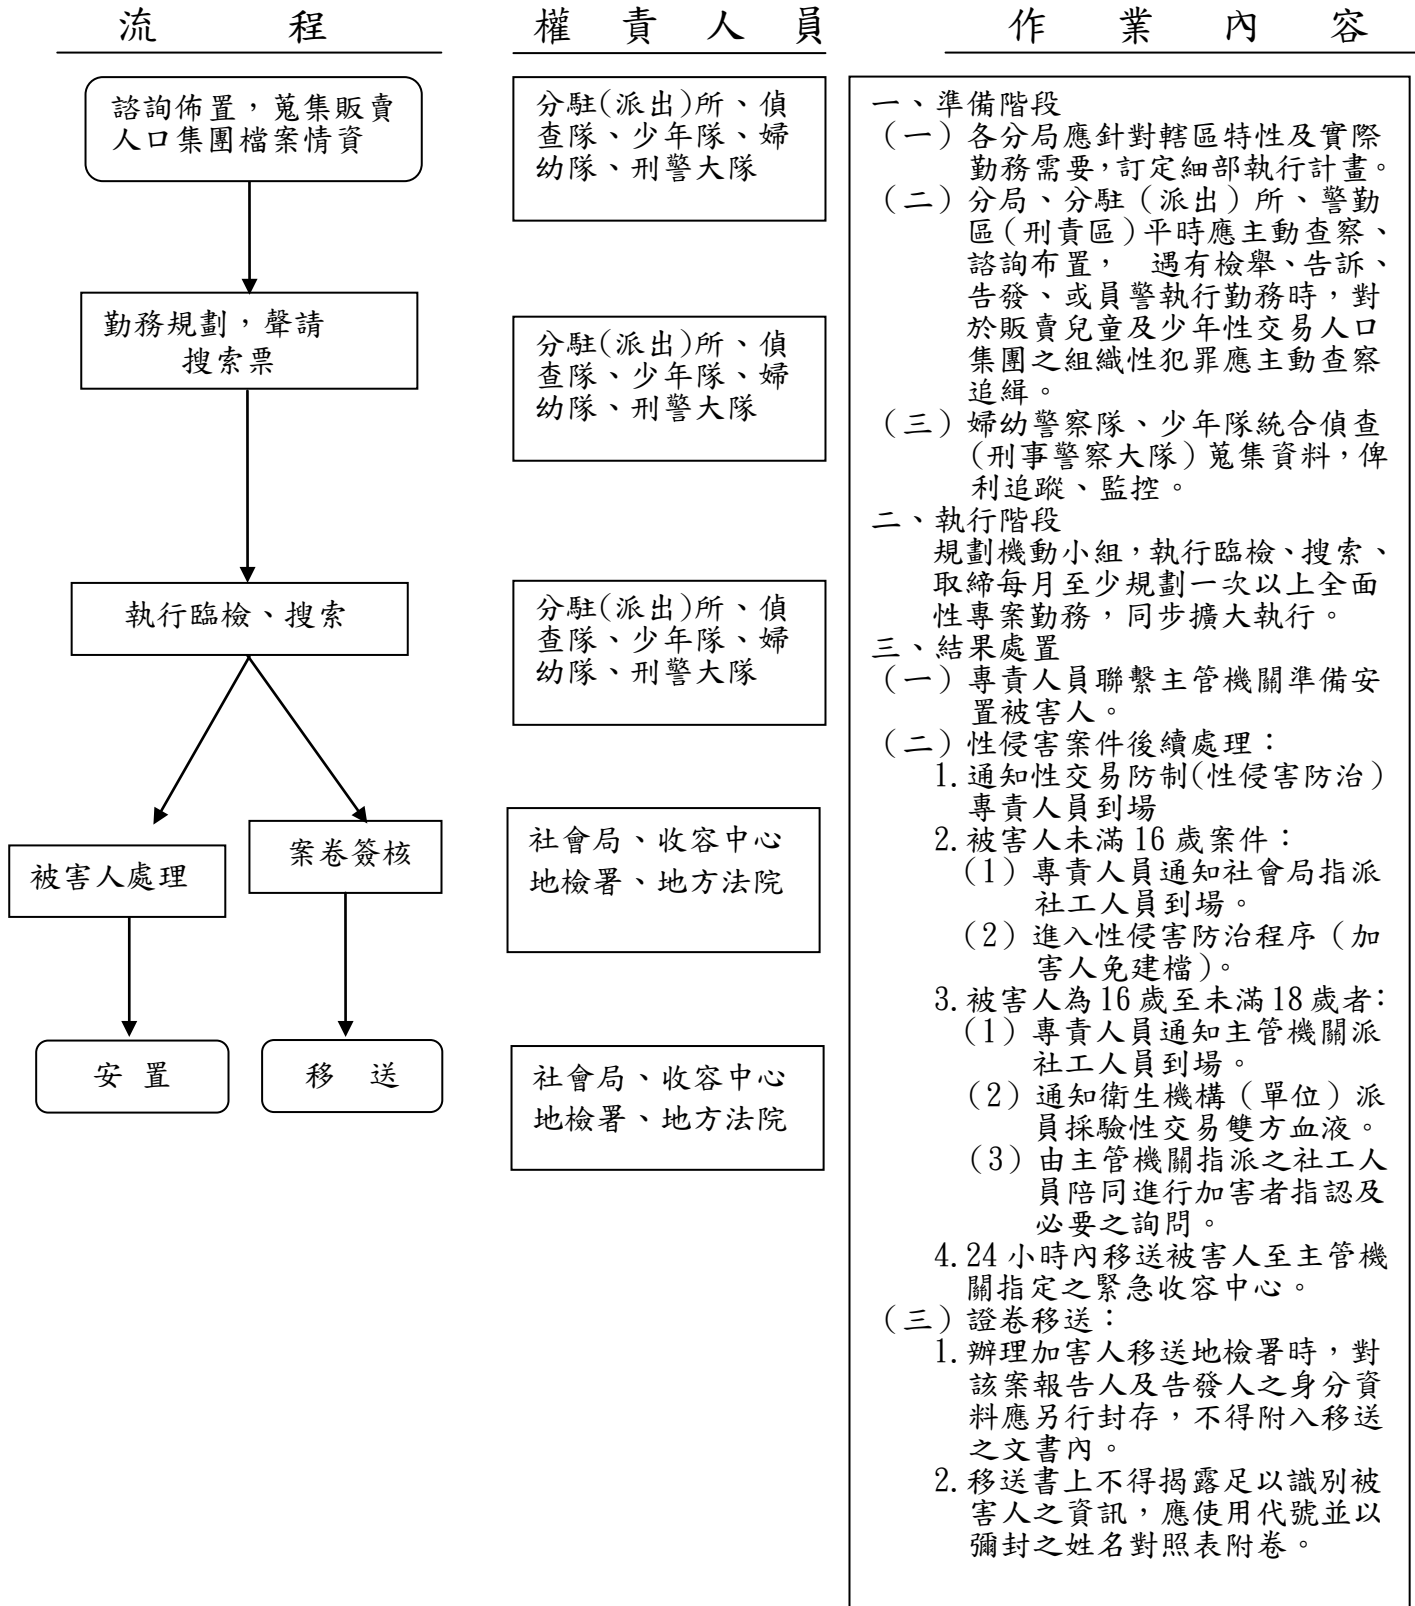 流程
諮詢佈置，蒐集販賣
人口集團檔案情資
勤務規劃，聲請
搜索票
執行臨檢、搜索
被害人處理
案卷簽核
安置
移送
權責人員
分駐(派出)所、偵
查隊、少年隊、婦
幼隊、刑警大隊
分駐(派出)所、偵
查隊、少年隊、婦
幼隊、刑警大隊
分駐(派出)所、偵
查隊、少年隊、婦
幼隊、刑警大隊
社會局、收容中心
地檢署、地方法院
社會局、收容中心
地檢署、地方法院
作業內容
一、準備階段
（一）各分局應針對轄區特性及實際
勤務需要，訂定細部執行計畫。
（二）分局、分駐（派出）所、警勤
區（刑責區）平時應主動查察、
諮詢布置，　遇有檢舉、告訴、
告發、或員警執行勤務時，對
於販賣兒童及少年性交易人口
集團之組織性犯罪應主動查察
追緝。
（三）婦幼警察隊、少年隊統合偵查
(刑事警察大隊)蒐集資料，俾
利追蹤、監控。
二、執行階段
規劃機動小組，執行臨檢、搜索、
取締每月至少規劃一次以上全面
性專案勤務，同步擴大執行。
三、結果處置
（一）專責人員聯繫主管機關準備安
置被害人。
（二）性侵害案件後續處理：
1.通知性交易防制(性侵害防治)
專責人員到場
2.被害人未滿16歲案件：
（1）專責人員通知社會局指派
社工人員到場。
（2）進入性侵害防治程序（加
害人免建檔）。
3.被害人為16歲至未滿18歲者：
（1）專責人員通知主管機關派
社工人員到場。
（2）通知衛生機構（單位）派
員採驗性交易雙方血液。
（3）由主管機關指派之社工人
員陪同進行加害者指認及
必要之詢問。
4.24小時內移送被害人至主管機
關指定之緊急收容中心。
（三）證卷移送：
1.辦理加害人移送地檢署時，對
該案報告人及告發人之身分資
料應另行封存，不得附入移送
之文書內。
2.移送書上不得揭露足以識別被
害人之資訊，應使用代號並以
彌封之姓名對照表附卷。